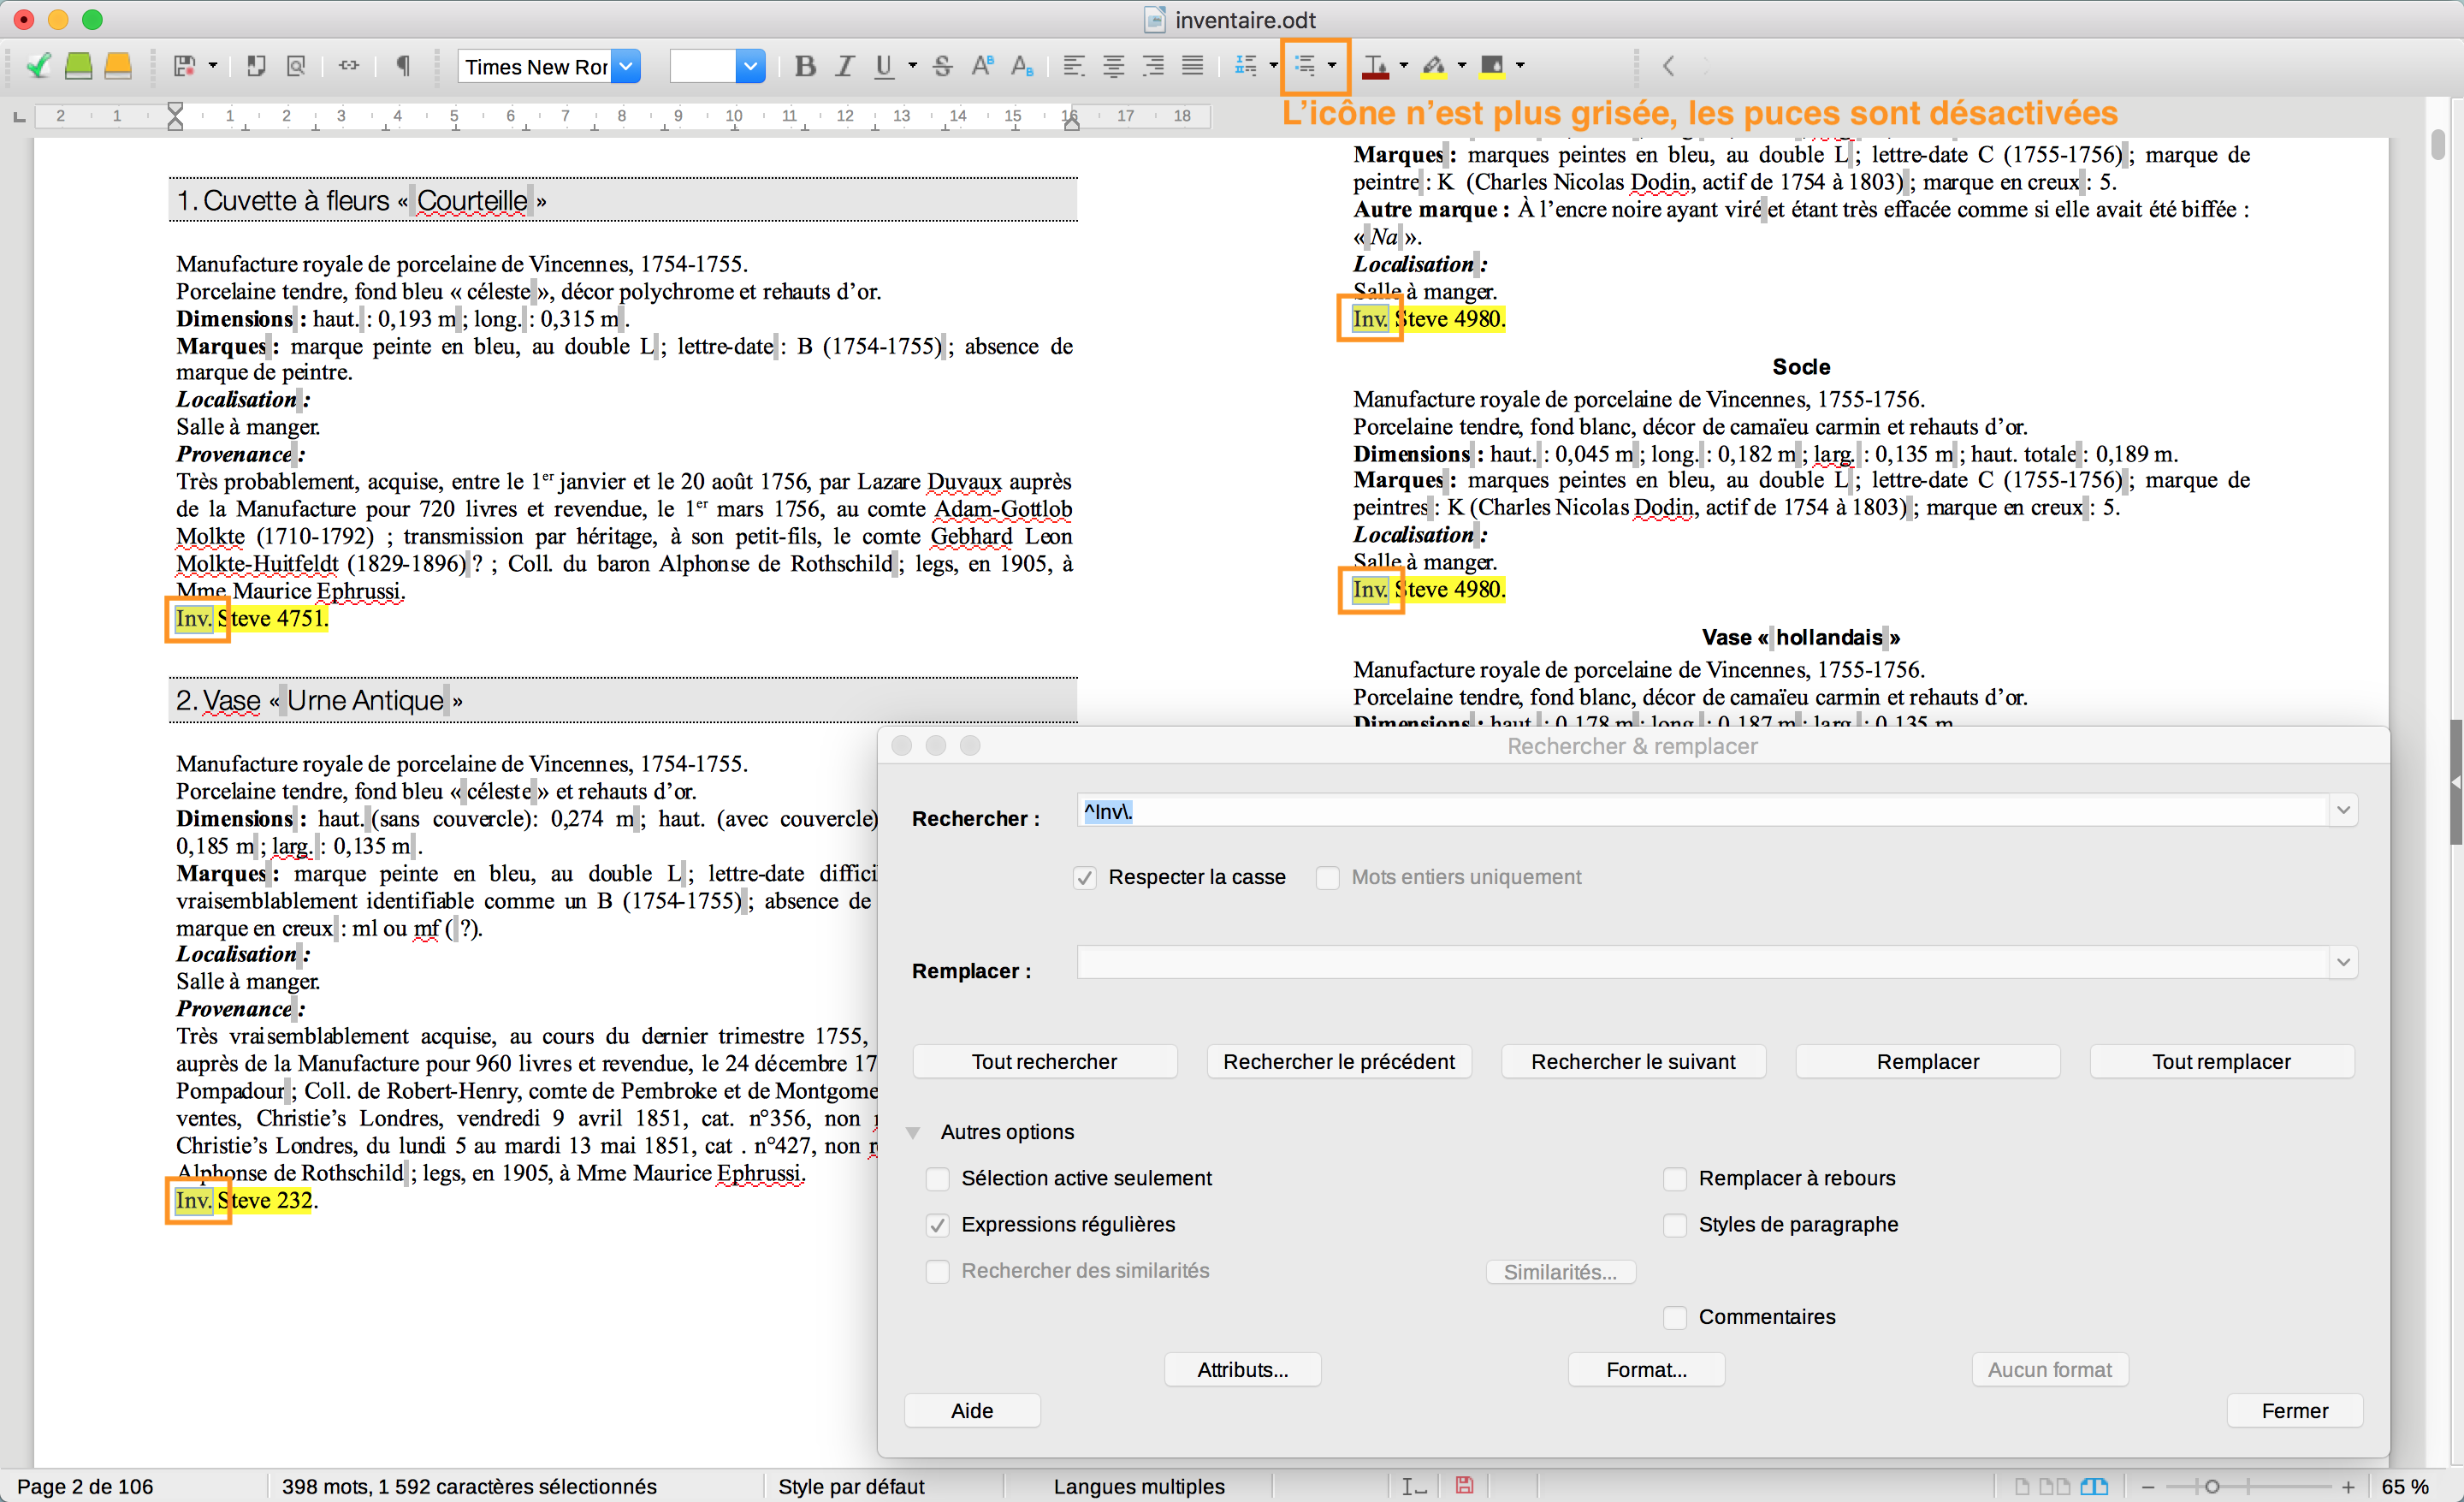 inventaire.odt
Times New Ror
L'icône n'est plus grisée, les puces sont désactivées
2 1 1 2 3 4 5 6 7 8 9 10 11 12 13 14 15 16 17 18
1. Cuvette à fleurs « Courteille »
Manufacture royale de porcelaine de Vincennes, 1754-1755.
Porcelaine tendre, fond bleu « céleste », décor polychrome et rehauts d'or.
Dimensions : haut. : 0,193 m ; long. : 0,315 m .
Marques : marque peinte en bleu, au double L ; lettre-date : B (1754-1755) ; absence de
marque de peintre.
Localisation :
Salle à manger.
Provenance :
Très probablement, acquise, entre le 1er janvier et le 20 août 1756, par Lazare Duvaux auprès
de la Manufacture pour 720 livres et revendue, le 1er mars 1756, au comte Adam-Gottlob
Molkte (1710-1792) ; transmission par héritage, à son petit-fils, le comte Gebhard Leon
Molkte-Huitfeldt (1829-1896) ? ; Coll. du baron Alphonse de Rothschild ; legs, en 1905, à
Mme Maurice Ephrussi.
Inv. Steve 4751.
2. Vase « Urne Antique »
Manufacture royale de porcelaine de Vincennes, 1754-1755.
Porcelaine tendre, fond bleu « céleste » et rehauts d'or.
Dimensions : haut. (sans couvercle): 0,274 m ; haut. (avec couvercle)
0,185 m ; larg. : 0,135 m .
Marques : marque peinte en bleu, au double L ; lettre-date diffici
vraisemblablement identifiable comme un B (1754-1755) ; absence de
marque en creux : ml ou mf ( ?).
Localisation :
Salle à manger.
Provenance :
Très vraisemblablement acquise, au cours du dernier trimestre 1755,
auprès de la Manufacture pour 960 livres et revendue, le 24 décembre 17
Pompadour ; Coll. de Robert-Henry, comte de Pembroke et de Montgome
ventes, Christie's Londres, vendredi 9 avril 1851, cat. n°356, non
Christie's Londres, du lundi 5 au mardi 13 mai 1851, cat . n°427, non r
Alphonse de Rothschild ; legs, en 1905, à Mme Maurice Ephrussi.
Inv. Steve 232.
Marques : marques peintes en bleu, au double L ; lettre-date C (1755-1756) ; marque de
peintre : K (Charles Nicolas Dodin, actif de 1754 à 1803) ; marque en creux : 5.
Autre marque : À l'encre noire ayant viré et étant très effacée comme si elle avait été biffée :
« Na ».
Localisation :
Salle à manger.
Inv. Steve 4980.
Socle
Manufacture royale de porcelaine de Vincennes, 1755-1756.
Porcelaine tendre, fond blanc, décor de camaïeu carmin et rehauts d'or.
Dimensions : haut. : 0,045 m ; long. : 0,182 m ; larg. : 0,135 m ; haut. totale : 0,189 m.
Marques : marques peintes en bleu, au double L ; lettre-date C (1755-1756) ; marque de
peintres : K (Charles Nicolas Dodin, actif de 1754 à 1803) ; marque en creux : 5.
Localisation :
Salle à manger.
Inv. Steve 4980.
Vase « hollandais »
Manufacture royale de porcelaine de Vincennes, 1755-1756.
Porcelaine tendre, fond blanc, décor de camaïeu carmin et rehauts d'or.
Dimensions : haut. : 0,178 m ; long. : 0,187 m ; larg. : 0,135 m
Rechercher & remplacer
Rechercher : ^Inv\.
Respecter la casse Mots entiers uniquement
Remplacer :
Tout rechercher Rechercher le précédent Rechercher le suivant Remplacer Tout remplacer
Autres options
Sélection active seulement Remplacer à rebours
Expressions régulières Styles de paragraphe
Rechercher des similarités Similarités...
Commentaires
Attributs... Format... Aucun format
Aide Fermer
Page 2 de 106 398 mots, 1 592 caractères sélectionnés Style par défaut Langues multiples 65 %